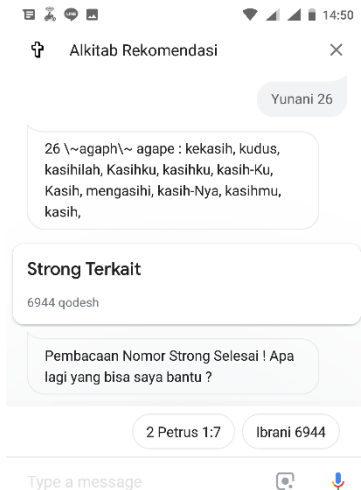 14:50
Alkitab Rekomendasi
Yunani 26
26 \~agaph\~ agape : kekasih, kudus,
kasihilah, Kasihku, kasihku, kasih-Ku,
Kasih, mengasihi, kasih-Nya, kasihmu,
kasih,
Strong Terkait
6944 qodesh
Pembacaan Nomor Strong Selesai ! Apa
lagi yang bisa saya bantu ?
2 Petrus 1:7
Ibrani 6944
Type a message